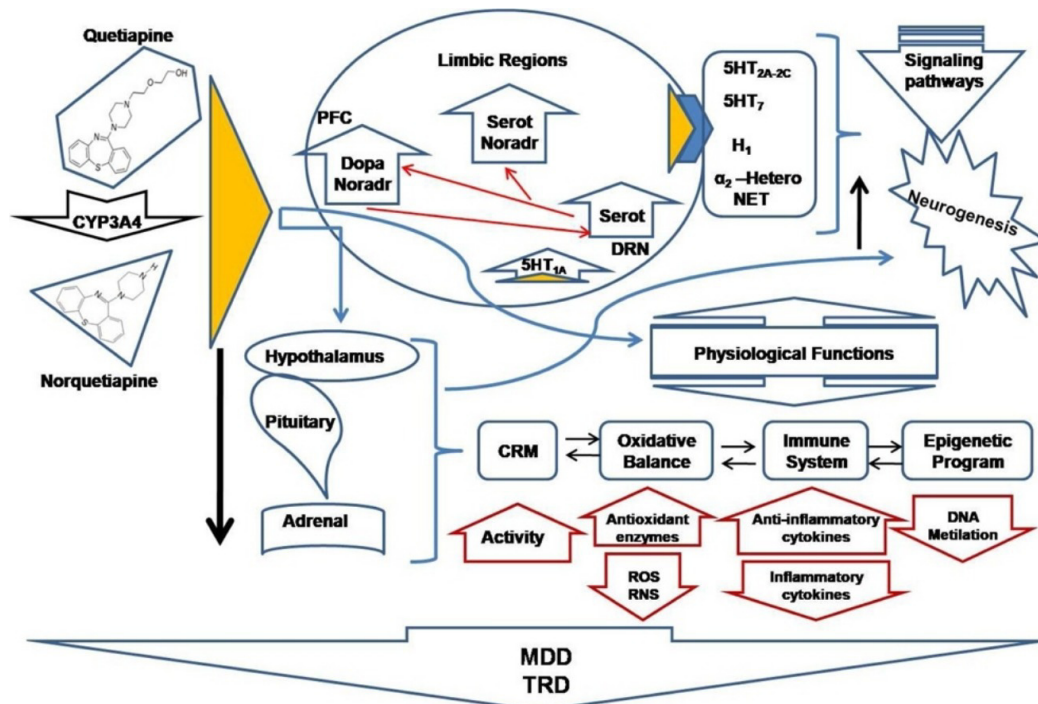 Quetiapine
OH
O
N
N
N
S
CYP3A4
H
N
N
N
S
Norquetiapine
Limbic Regions
PFC
Dopa
Noradr
Serot
Noradr
Serot
DRN
5HT1A
5HT2A-2C
5HT7
H1
α2 –Hetero
NET
Signaling
pathways
Neurogenesis
Hypothalamus
Pituitary
Adrenal
Physiological Functions
CRM
Oxidative
Balance
Immune
System
Epigenetic
Program
Activity
Antioxidant
enzymes
ROS
RNS
Anti-inflammatory
cytokines
Inflammatory
cytokines
DNA
Metilation
MDD
TRD